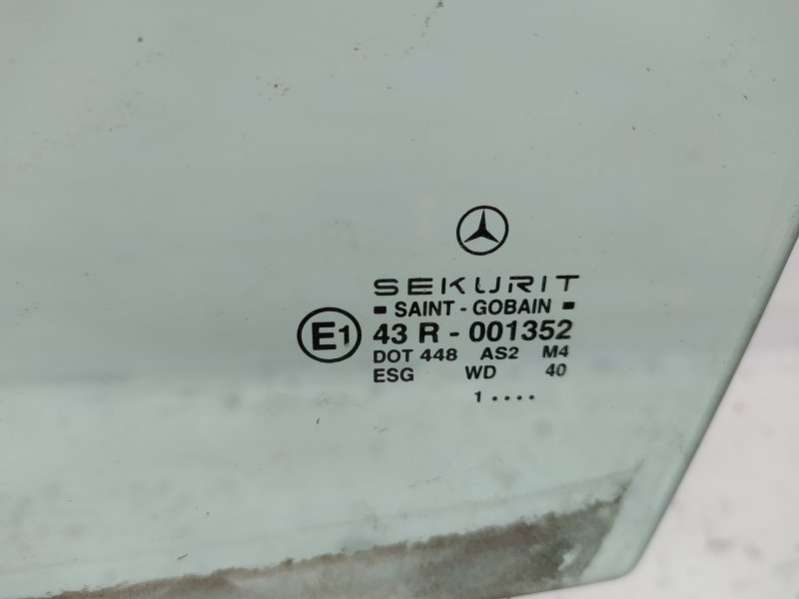 SEKURIT
SAINT - GOBAIN
E1 43 R - 001352
DOT 448 AS2 M4
ESG WD 40
1 ....